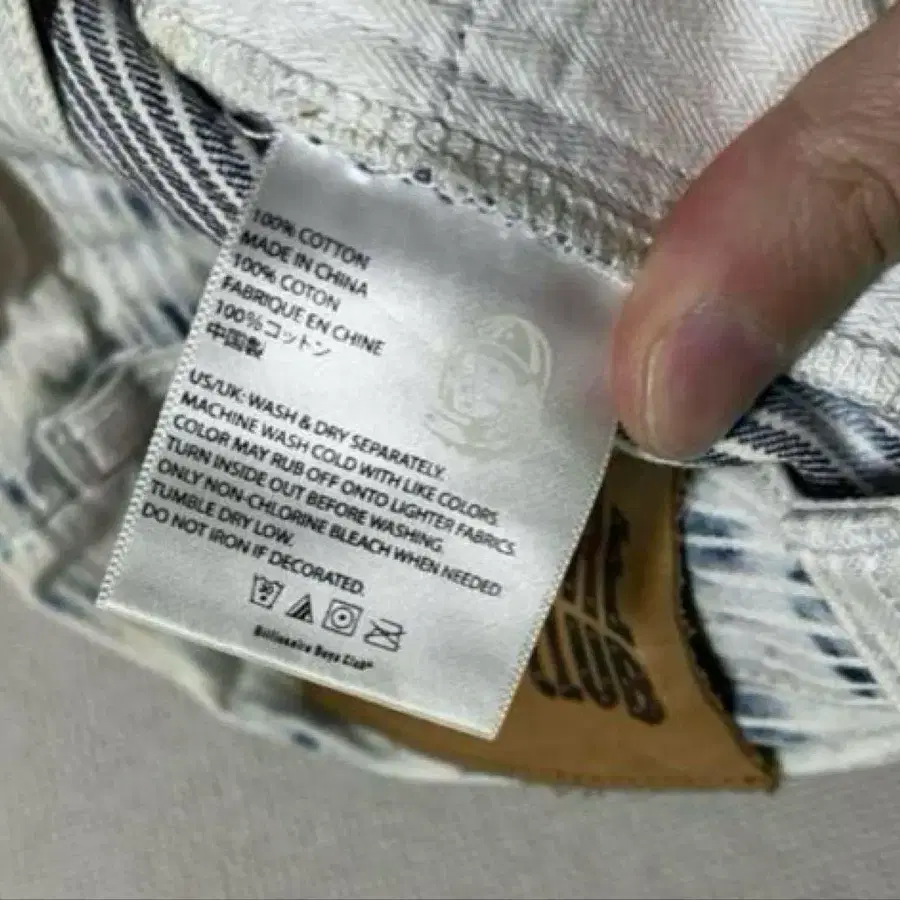 100% COTTON
MADE IN CHINA
100% COTON
FABRIQUE EN CHINE
100%コットン
中国製
US/UK: WASH & DRY SEPARATELY.
MACHINE WASH COLD WITH LIKE COLORS.
COLOR MAY RUB OFF ONTO LIGHTER FABRICS.
TURN INSIDE OUT BEFORE WASHING.
ONLY NON-CHLORINE BLEACH WHEN NEEDED.
TUMBLE DRY LOW.
DO NOT IRON IF DECORATED.
Billionaire Boys Club®